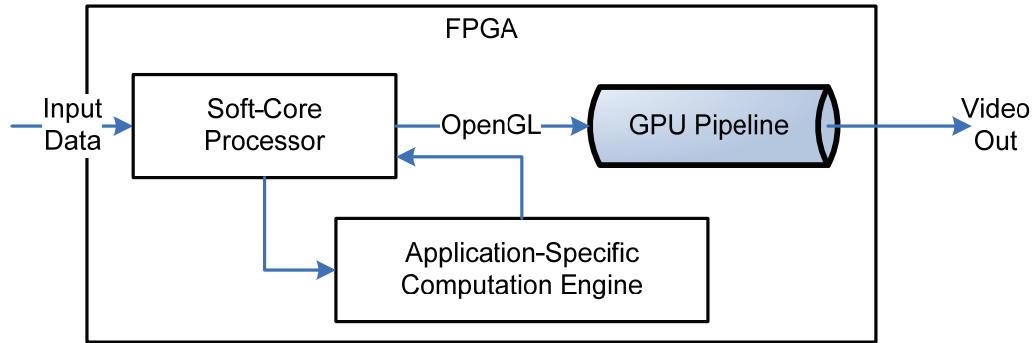 FPGA
Input
Data
Soft-Core
Processor
OpenGL
GPU Pipeline
Video
Out
Application-Specific
Computation Engine